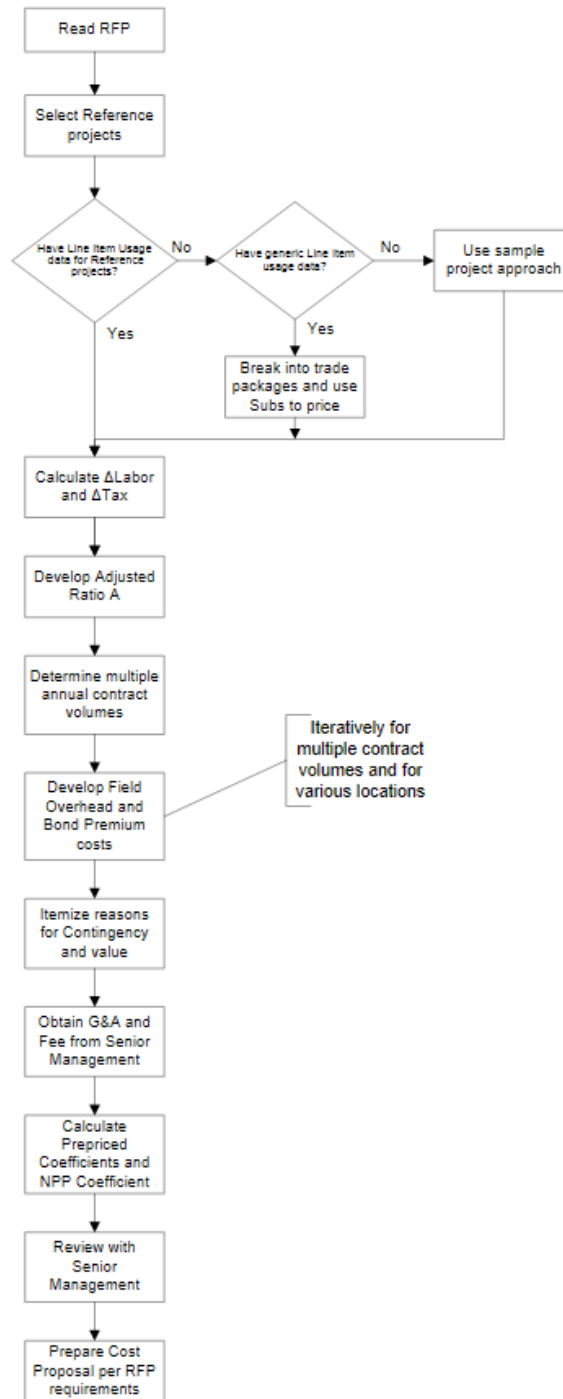 Read RFP
Select Reference
projects
Have Line Item Usage
data for Reference
projects?
No
Have generic Line Item
usage data?
No
Use sample
project approach
Yes
Yes
Break into trade
packages and use
Subs to price
Calculate ΔLabor
and ΔTax
Develop Adjusted
Ratio A
Determine multiple
annual contract
volumes
Iteratively for
multiple contract
volumes and for
various locations
Develop Field
Overhead and
Bond Premium
costs
Itemize reasons
for Contingency
and value
Obtain G&A and
Fee from Senior
Management
Calculate
Prepriced
Coefficients and
NPP Coefficient
Review with
Senior
Management
Prepare Cost
Proposal per RFP
requirements